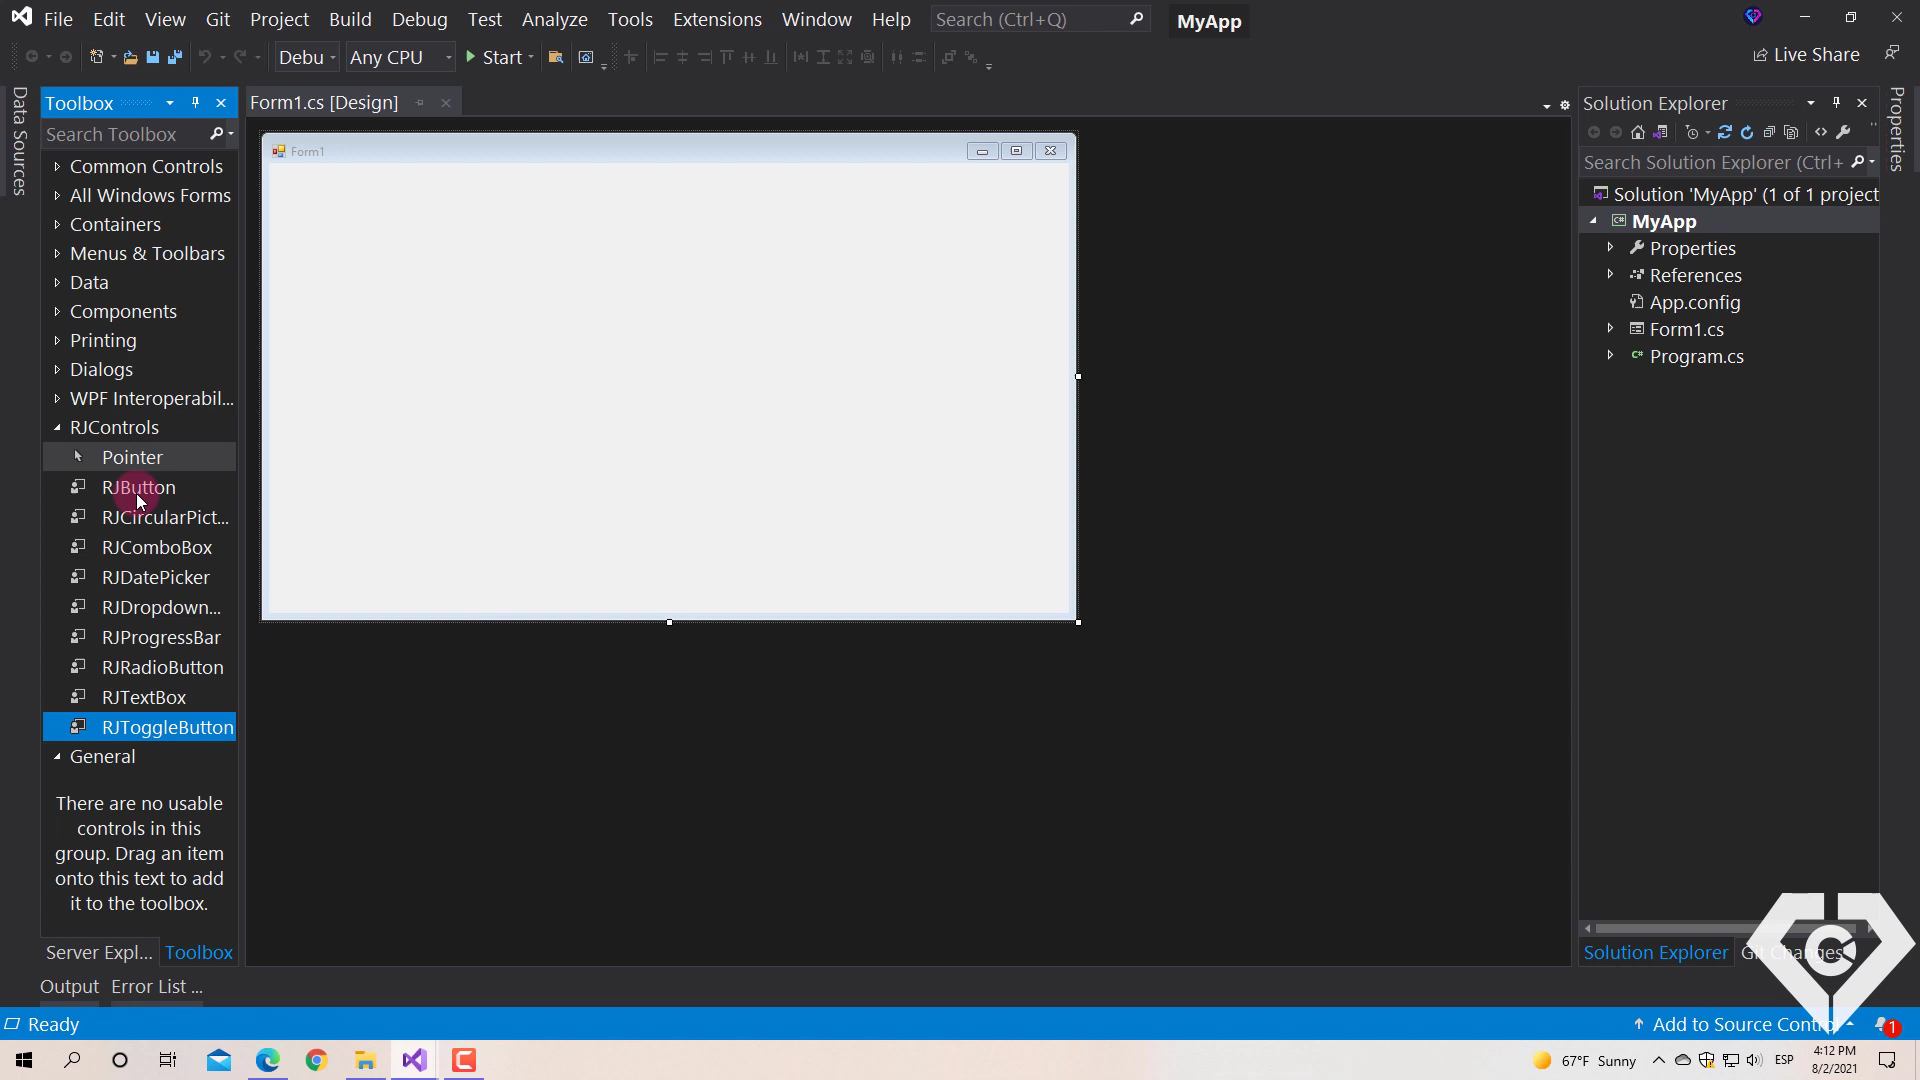 File Edit View Git Project Build Debug Test Analyze Tools Extensions Window Help Search (Ctrl+Q) MyApp
Debu Any CPU Start Live Share
Data Sources
Toolbox
Search Toolbox
Common Controls
All Windows Forms
Containers
Menus & Toolbars
Data
Components
Printing
Dialogs
WPF Interoperabil...
RJControls
Pointer
RJButton
RJCircularPict...
RJComboBox
RJDatePicker
RJDropdown...
RJProgressBar
RJRadioButton
RJTextBox
RJToggleButton
General
There are no usable
controls in this
group. Drag an item
onto this text to add
it to the toolbox.
Server Expl... Toolbox
Form1.cs [Design]
Form1
Solution Explorer
Search Solution Explorer (Ctrl+
Solution 'MyApp' (1 of 1 project
MyApp
Properties
References
App.config
Form1.cs
Program.cs
Solution Explorer Git Changes
Properties
Output Error List ...
Ready Add to Source Control 1
67°F Sunny ESP 4:12 PM
8/2/2021